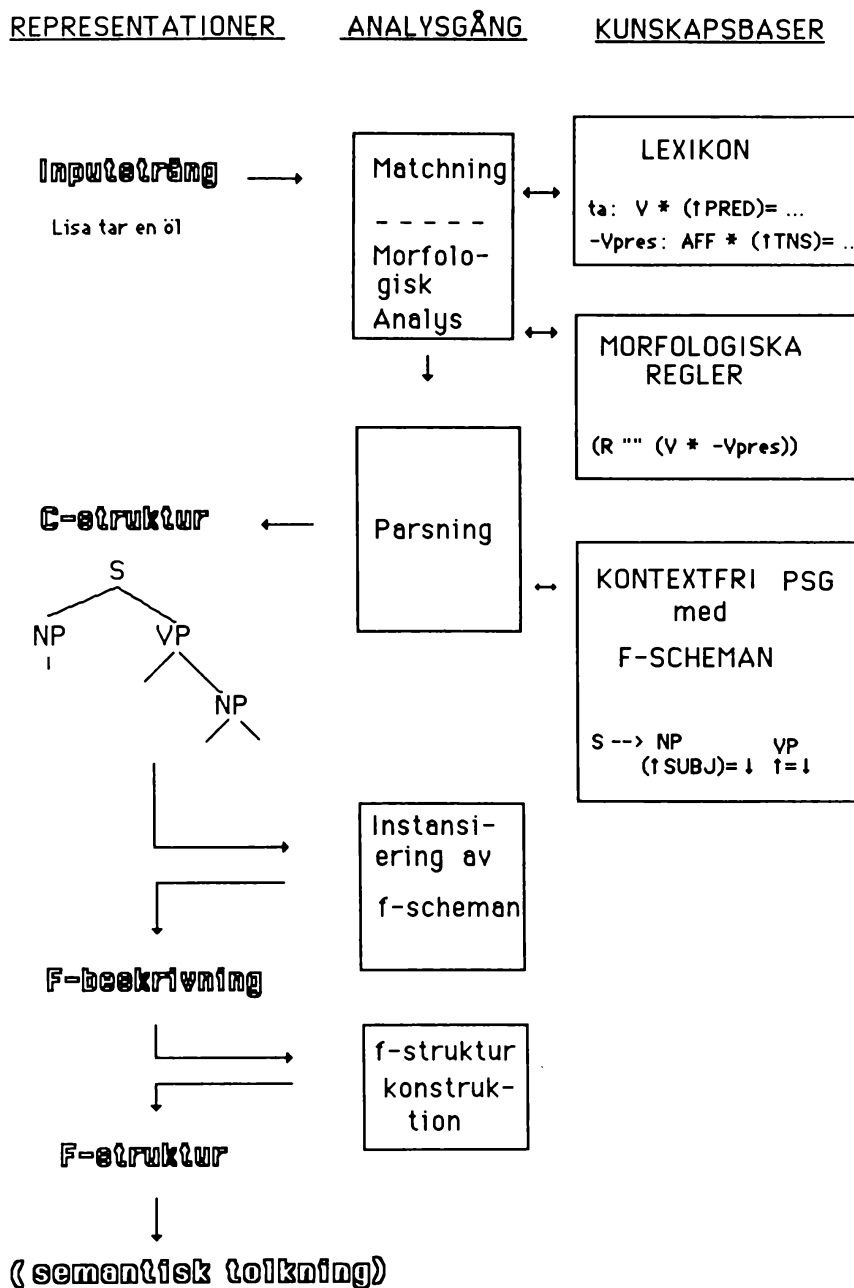 REPRESENTATIONER
ANALYSGÅNG
KUNSKAPSBASER
Inputsträng
Lisa tar en öl
Matchning
- - - - -
Morfolo-
gisk
Analys
LEXIKON
ta: V * (↑PRED)= ...
-Vpres: AFF * (↑TNS)= ..
MORFOLOGISKA
REGLER
(R "" (V * -Vpres))
C-struktur
Parsning
S
NP VP
NP
KONTEXTFRI PSG
med
F-SCHEMAN
S --> NP VP
(↑SUBJ)=↓ ↑=↓
Instansi-
ering av
f-scheman
F-beskrivning
f-struktur
konstruk-
tion
F-struktur
(semantisk tolkning)